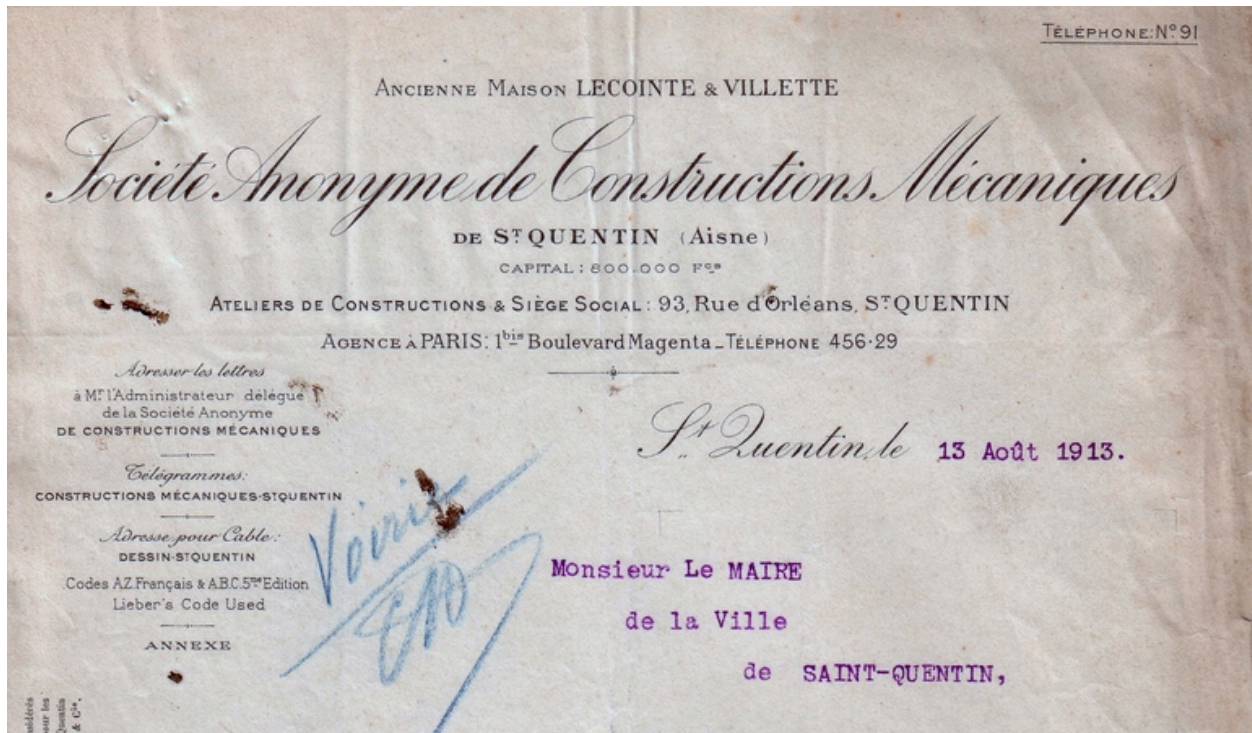 TÉLÉPHONE: N° 91
ANCIENNE MAISON LECOINTE & VILLETTE
Société Anonyme de Constructions Mécaniques
DE ST QUENTIN (Aisne)
CAPITAL: 800.000 Fcs
ATELIERS DE CONSTRUCTIONS & SIÈGE SOCIAL: 93, Rue d'Orléans, ST QUENTIN
AGENCE À PARIS: 1bis Boulevard Magenta - TÉLÉPHONE 456-29
Adresser les lettres
à Mr l'Administrateur délégué
de la Société Anonyme
DE CONSTRUCTIONS MÉCANIQUES
Télégrammes:
CONSTRUCTIONS MÉCANIQUES-ST QUENTIN
Adresse pour Cable:
DESSIN-ST QUENTIN
Codes A.Z. Français & A.B.C. 5me Edition
Lieber's Code Used
ANNEXE
St Quentin, le 13 Août 1913.
Voirie
Monsieur Le MAIRE
de la Ville
de SAINT-QUENTIN,
our les
Quentin
& Cie.